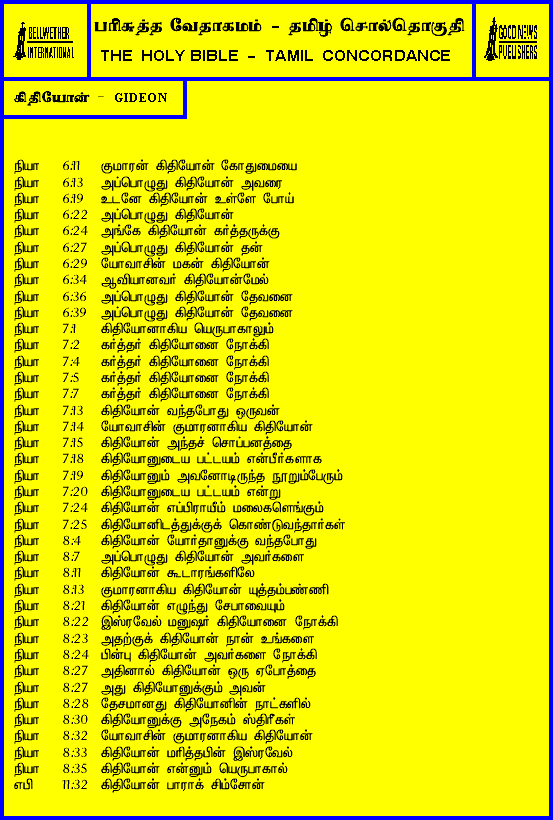 BELLWETHER
INTERNATIONAL
பரிசுத்த வேதாகமம் - தமிழ் சொல்தொகுதி
THE HOLY BIBLE - TAMIL CONCORDANCE
GOOD NEWS
PUBLISHERS
கிதியோன் - GIDEON
நியா 6:11 குமாரன் கிதியோன் கோதுமையை
நியா 6:13 அப்பொழுது கிதியோன் அவரை
நியா 6:19 உடனே கிதியோன் உள்ளே போய்
நியா 6:22 அப்பொழுது கிதியோன்
நியா 6:24 அங்கே கிதியோன் கர்த்தருக்கு
நியா 6:27 அப்பொழுது கிதியோன் தன்
நியா 6:29 யோவாசின் மகன் கிதியோன்
நியா 6:34 ஆவியானவர் கிதியோன்மேல்
நியா 6:36 அப்பொழுது கிதியோன் தேவனை
நியா 6:39 அப்பொழுது கிதியோன் தேவனை
நியா 7:1 கிதியோனாகிய யெருபாகாலும்
நியா 7:2 கர்த்தர் கிதியோனை நோக்கி
நியா 7:4 கர்த்தர் கிதியோனை நோக்கி
நியா 7:5 கர்த்தர் கிதியோனை நோக்கி
நியா 7:7 கர்த்தர் கிதியோனை நோக்கி
நியா 7:13 கிதியோன் வந்தபோது ஒருவன்
நியா 7:14 யோவாசின் குமாரனாகிய கிதியோன்
நியா 7:15 கிதியோன் அந்தச் சொப்பனத்தை
நியா 7:18 கிதியோனுடைய பட்டயம் என்பீர்களாக
நியா 7:19 கிதியோனும் அவனோடிருந்த நூறும்பேரும்
நியா 7:20 கிதியோனுடைய பட்டயம் என்று
நியா 7:24 கிதியோன் எப்பிராயீம் மலைகளெங்கும்
நியா 7:25 கிதியோனிடத்துக்குக் கொண்டுவந்தார்கள்
நியா 8:4 கிதியோன் யோர்தானுக்கு வந்தபோது
நியா 8:7 அப்பொழுது கிதியோன் அவர்களை
நியா 8:11 கிதியோன் கூடாரங்களிலே
நியா 8:13 குமாரனாகிய கிதியோன் யுத்தம்பண்ணி
நியா 8:21 கிதியோன் எழுந்து சேபாவையும்
நியா 8:22 இஸ்ரவேல் மனுஷர் கிதியோனை நோக்கி
நியா 8:23 அதற்குக் கிதியோன் நான் உங்களை
நியா 8:24 பின்பு கிதியோன் அவர்களை நோக்கி
நியா 8:27 அதினால் கிதியோன் ஒரு ஏபோத்தை
நியா 8:27 அது கிதியோனுக்கும் அவன்
நியா 8:28 தேசமானது கிதியோனின் நாட்களில்
நியா 8:30 கிதியோனுக்கு அநேகம் ஸ்திரீகள்
நியா 8:32 யோவாசின் குமாரனாகிய கிதியோன்
நியா 8:33 கிதியோன் மரித்தபின் இஸ்ரவேல்
நியா 8:35 கிதியோன் என்னும் யெருபாகால்
எபி 11:32 கிதியோன் பாராக் சிம்சோன்